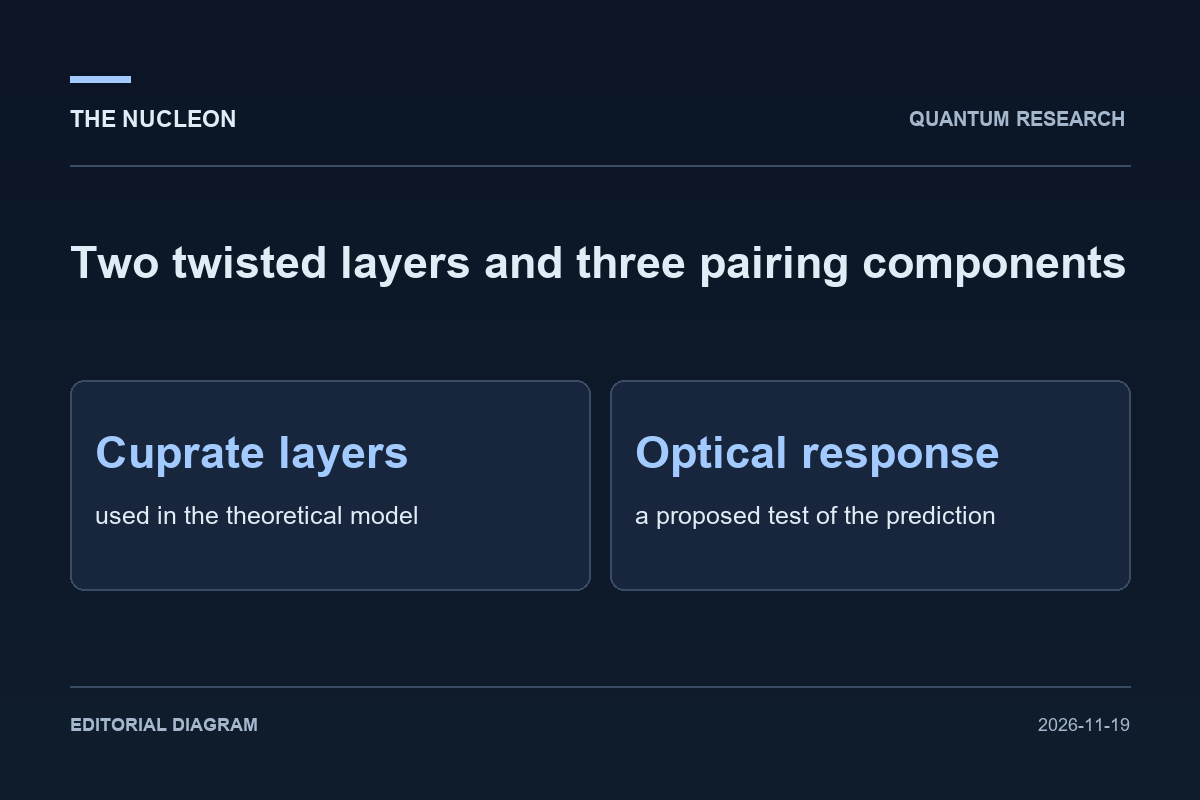 THE NUCLEON
QUANTUM RESEARCH
Two twisted layers and three pairing components
Cuprate layers
used in the theoretical model
Optical response
a proposed test of the prediction
EDITORIAL DIAGRAM
2026-11-19